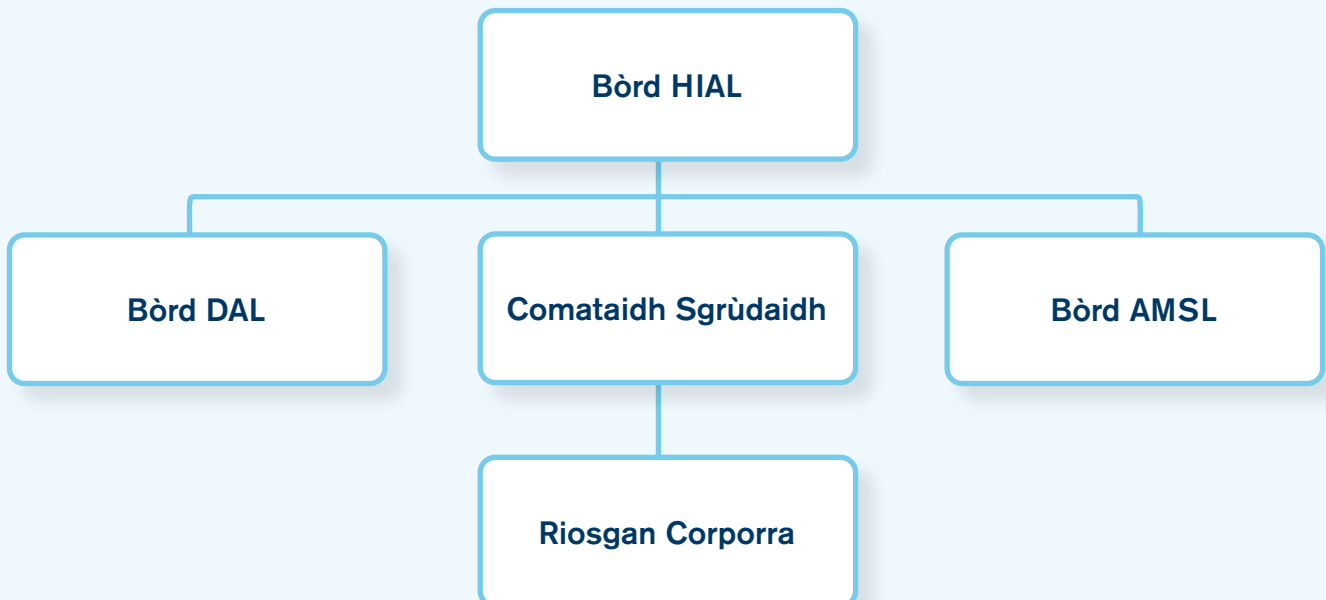 Bòrd HIAL
Bòrd DAL
Comataidh Sgrùdaidh
Bòrd AMSL
Riosgan Corporra